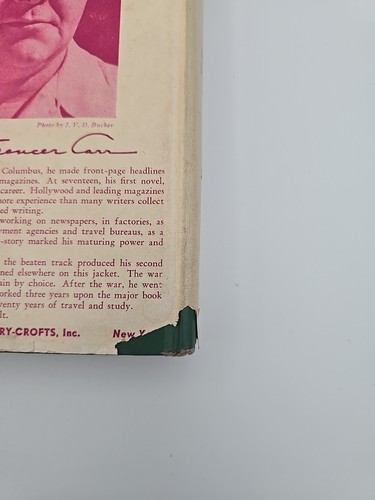 Photo by J. V. D. Bucher
Spencer Carr
Columbus, he made front-page headlines
magazines. At seventeen, his first novel,
career. Hollywood and leading magazines
more experience than many writers collect
ed writing.
working on newspapers, in factories, as
yment agencies and travel bureaus, as a
-story marked his maturing power and
the beaten track produced his second
ned elsewhere on this jacket. The war
ain by choice. After the war, he went
orked three years upon the major book
wenty years of travel and study.
lt.
RY-CROFTS, Inc. New Y